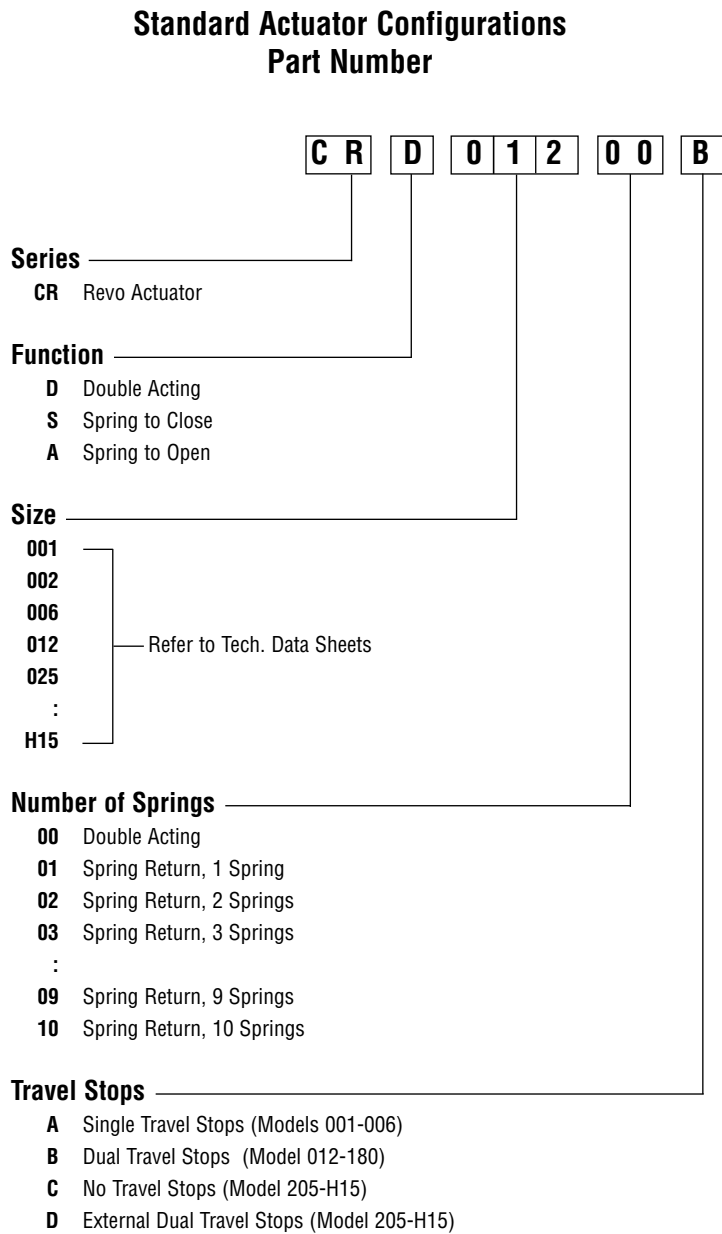 Standard Actuator Configurations
Part Number
C R D 0 1 2 0 0 B
Series
CR Revo Actuator
Function
D Double Acting
S Spring to Close
A Spring to Open
Size
001
002
006
012 Refer to Tech. Data Sheets
025
:
H15
Number of Springs
00 Double Acting
01 Spring Return, 1 Spring
02 Spring Return, 2 Springs
03 Spring Return, 3 Springs
:
09 Spring Return, 9 Springs
10 Spring Return, 10 Springs
Travel Stops
A Single Travel Stops (Models 001-006)
B Dual Travel Stops (Model 012-180)
C No Travel Stops (Model 205-H15)
D External Dual Travel Stops (Model 205-H15)